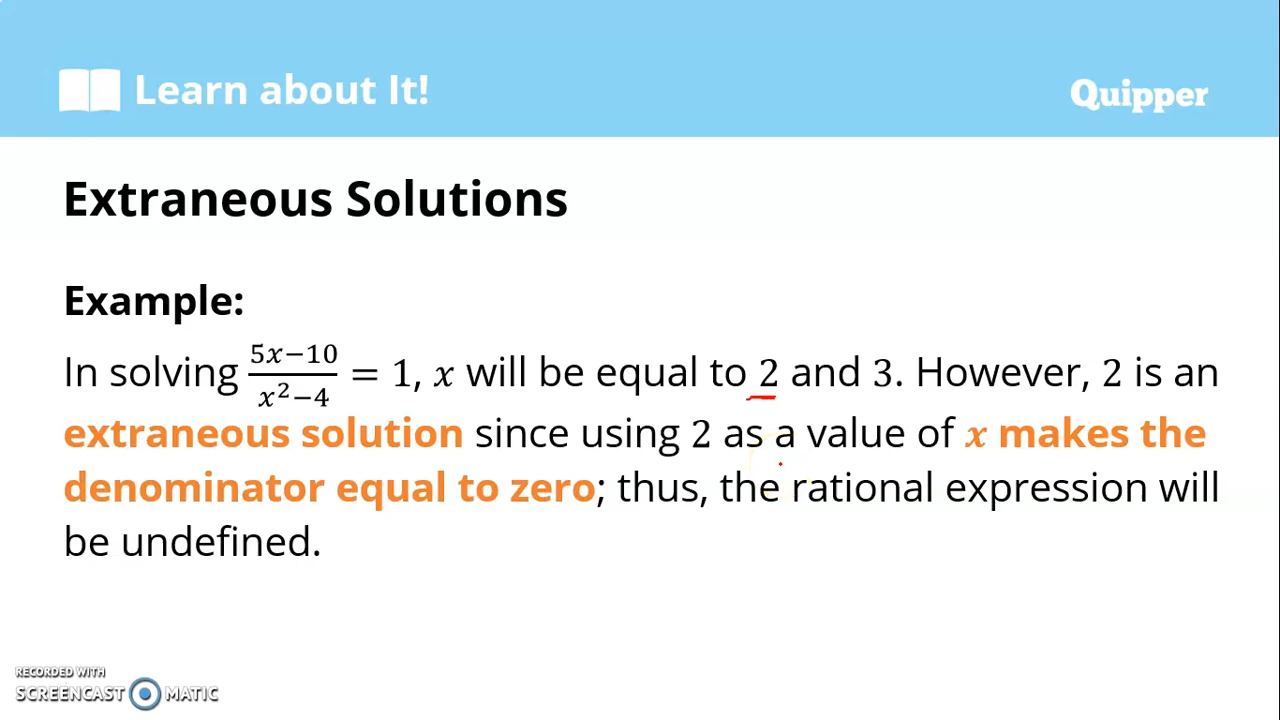 Learn about It!
Quipper
Extraneous Solutions
Example:
In solving (5x−10)/(x²−4) = 1, x will be equal to 2 and 3. However, 2 is an
extraneous solution since using 2 as a value of x makes the
denominator equal to zero; thus, the rational expression will
be undefined.
RECORDED WITH
SCREENCAST MATIC